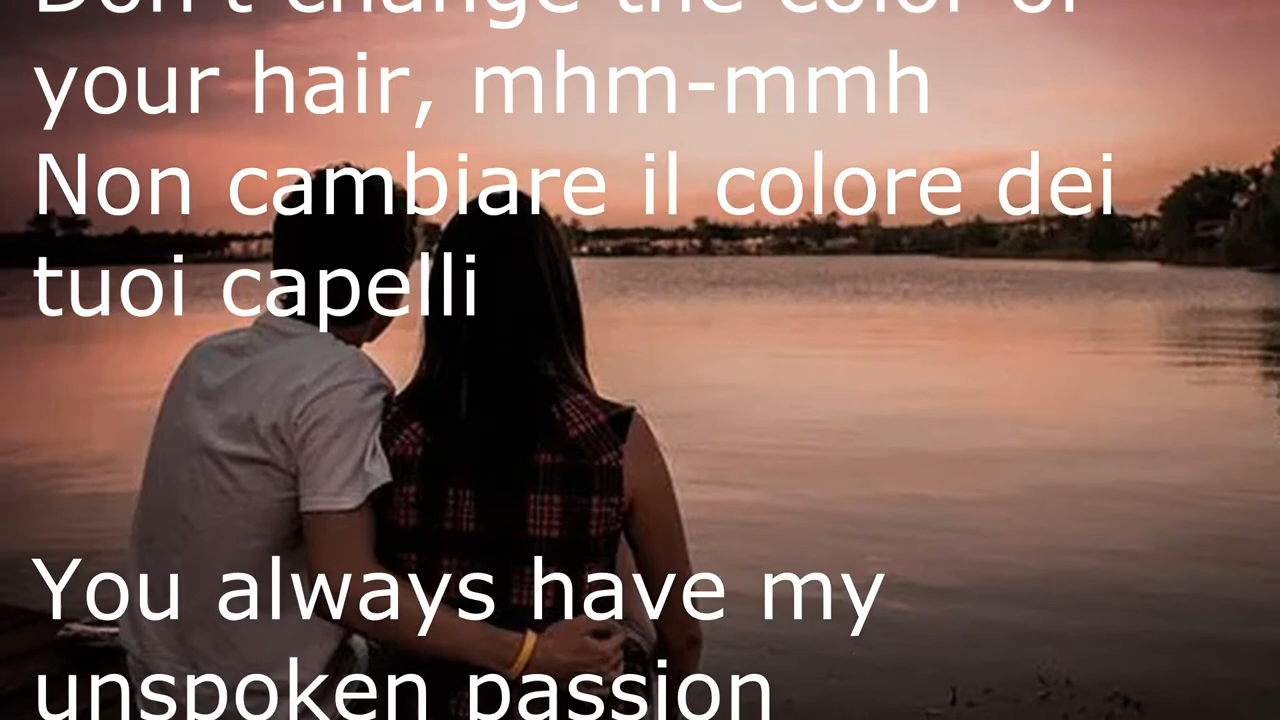 Don't change the color of
your hair, mhm-mmh
Non cambiare il colore dei
tuoi capelli
You always have my
unspoken passion